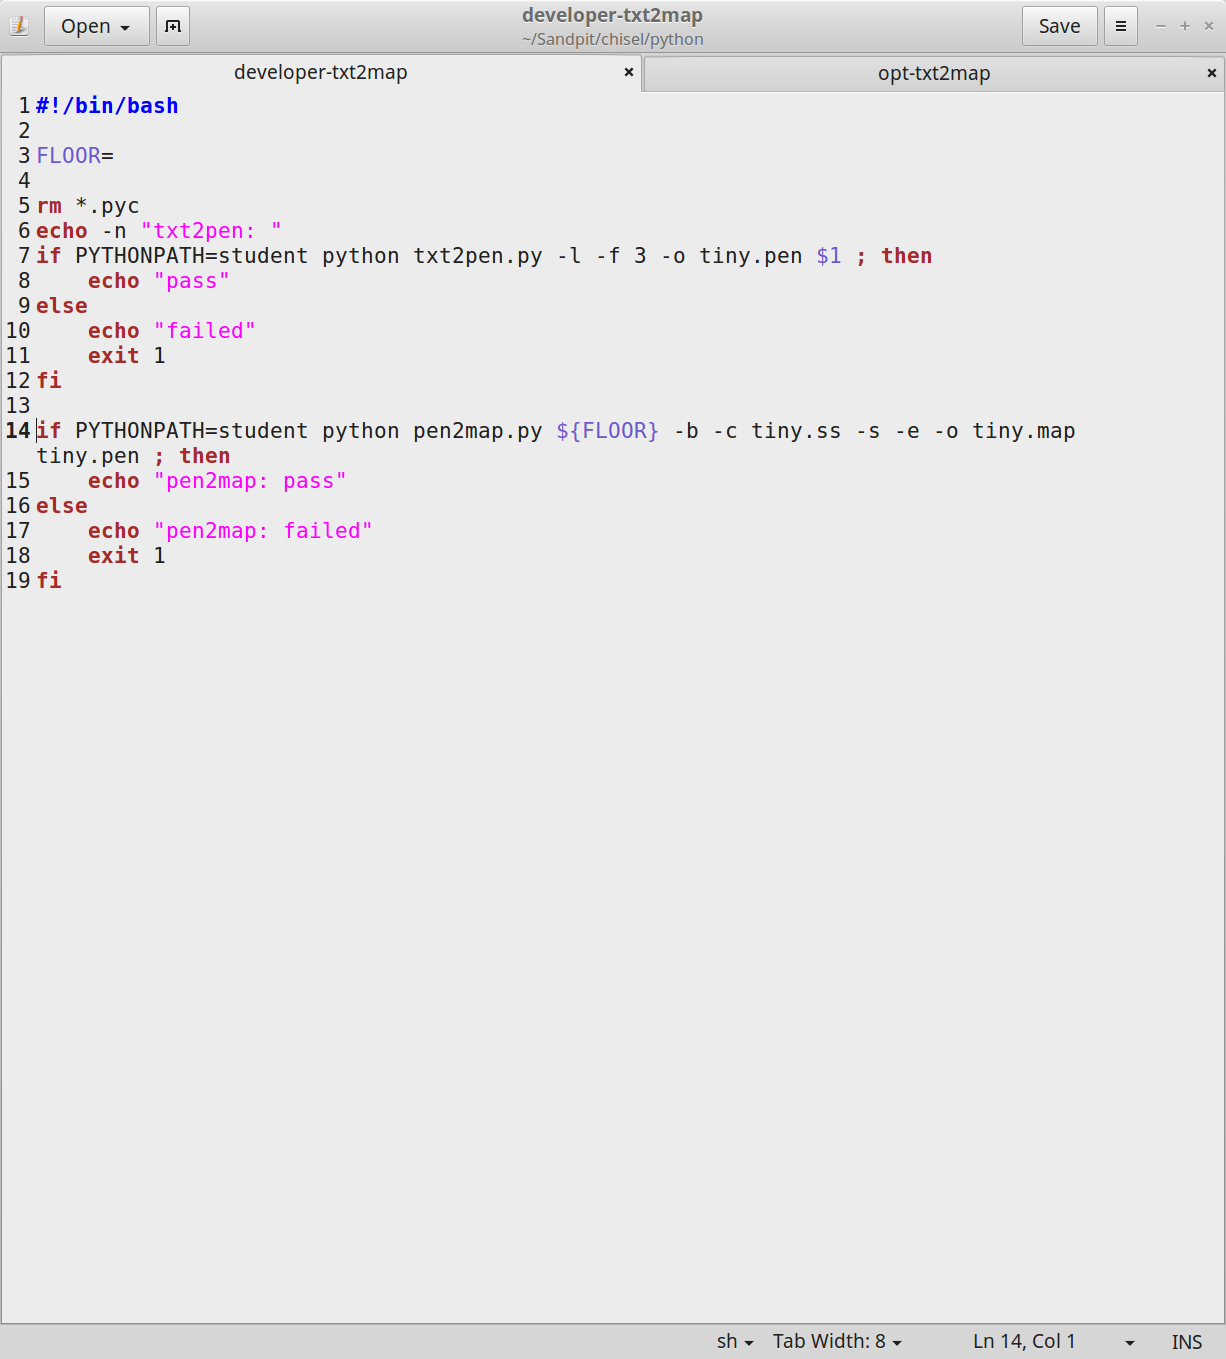 Open
developer-txt2map
~/Sandpit/chisel/python
Save
developer-txt2map
opt-txt2map
1 #!/bin/bash
2
3 FLOOR=
4
5 rm *.pyc
6 echo -n "txt2pen: "
7 if PYTHONPATH=student python txt2pen.py -l -f 3 -o tiny.pen $1 ; then
8     echo "pass"
9 else
10     echo "failed"
11     exit 1
12 fi
13
14 if PYTHONPATH=student python pen2map.py ${FLOOR} -b -c tiny.ss -s -e -o tiny.map
tiny.pen ; then
15     echo "pen2map: pass"
16 else
17     echo "pen2map: failed"
18     exit 1
19 fi
sh Tab Width: 8 Ln 14, Col 1 INS